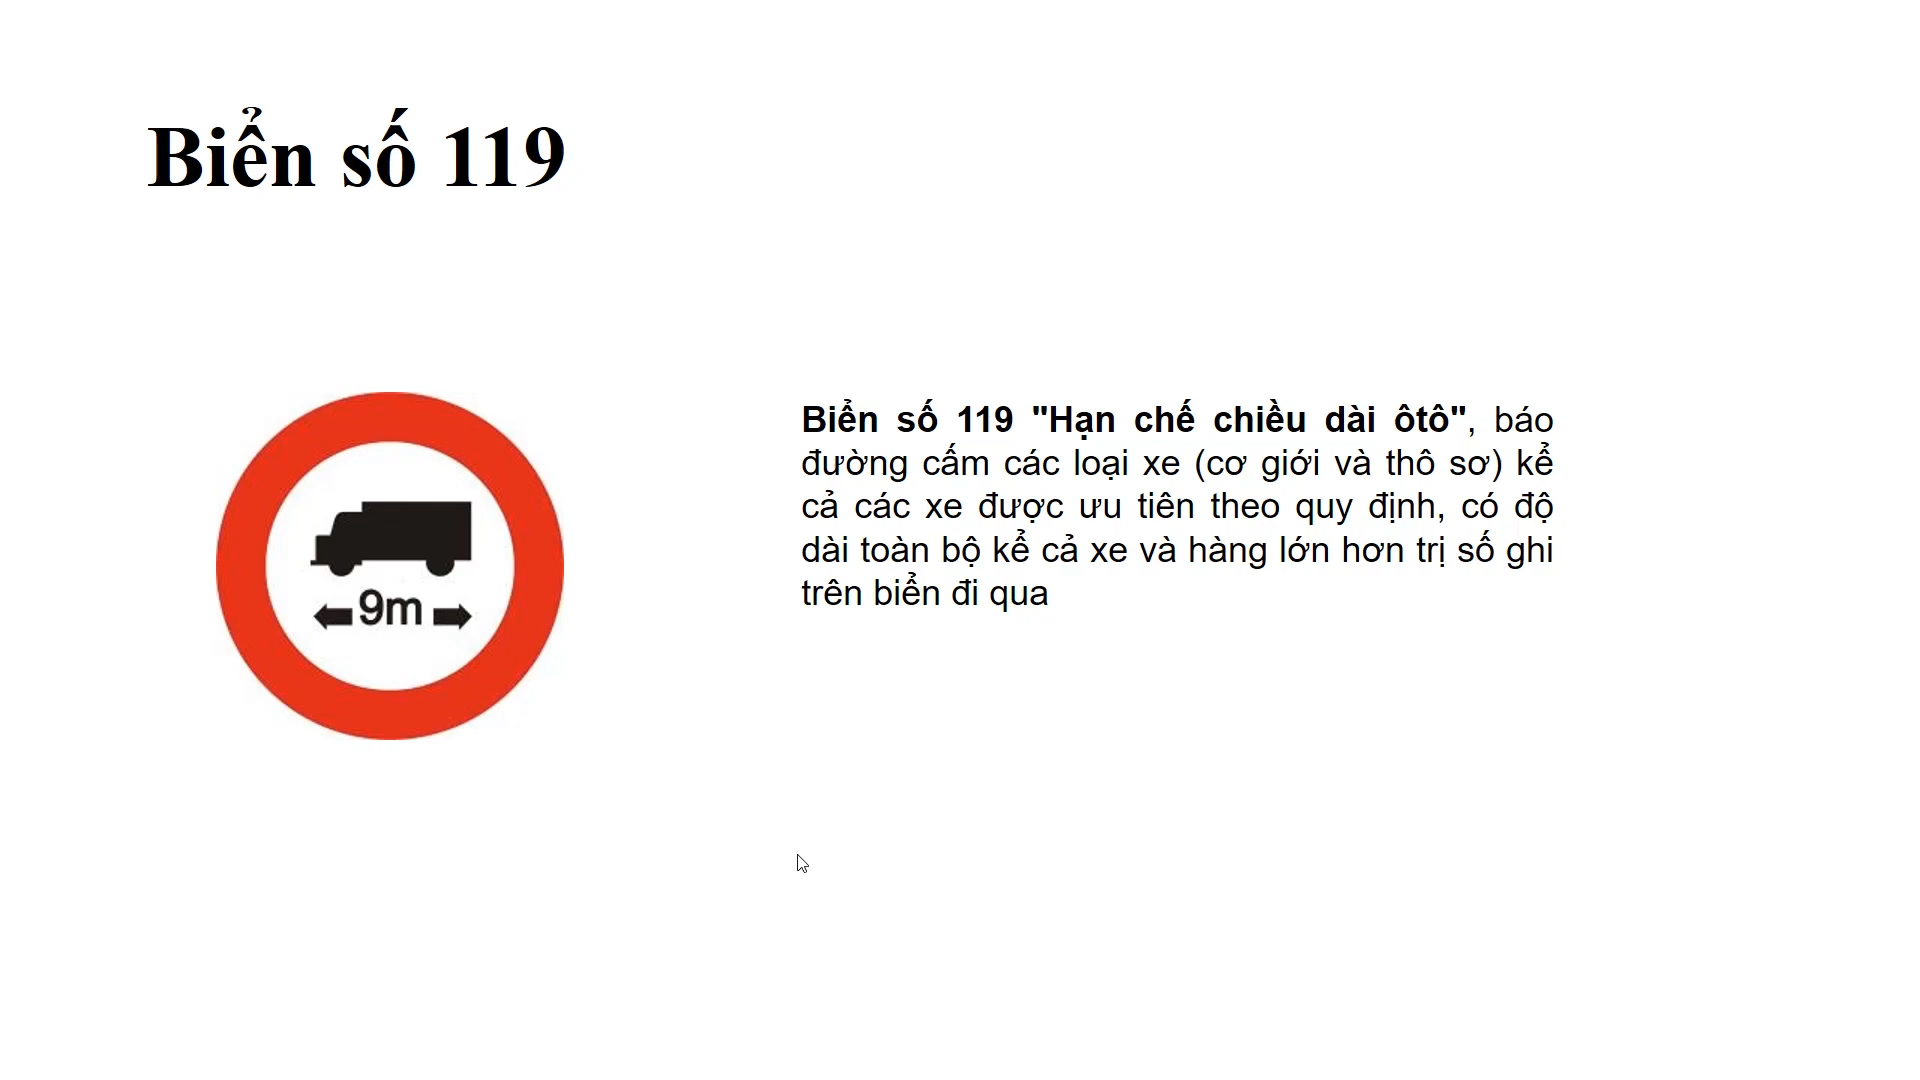 Biển số 119
9m
Biển số 119 "Hạn chế chiều dài ôtô", báo
đường cấm các loại xe (cơ giới và thô sơ) kể
cả các xe được ưu tiên theo quy định, có độ
dài toàn bộ kể cả xe và hàng lớn hơn trị số ghi
trên biển đi qua